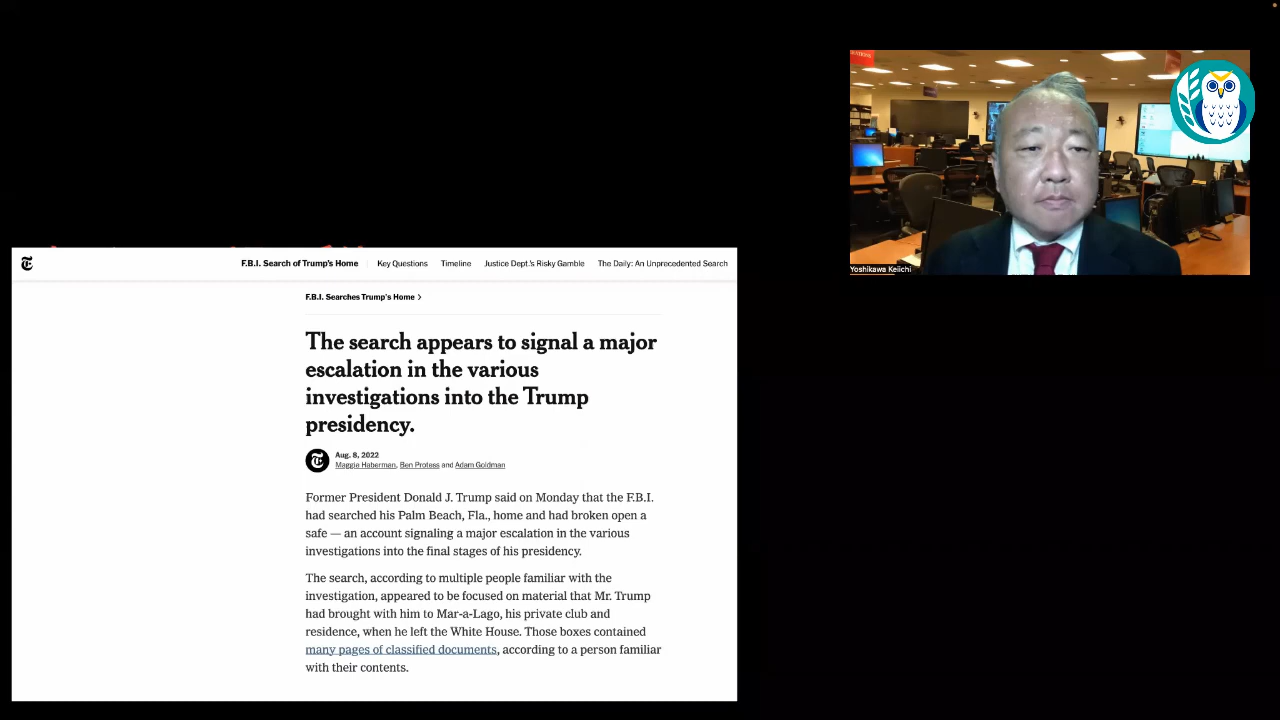 F.B.I. Search of Trump's Home Key Questions Timeline Justice Dept.'s Risky Gamble The Daily: An Unprecedented Search
F.B.I. Searches Trump's Home >
The search appears to signal a major
escalation in the various
investigations into the Trump
presidency.
Aug. 8, 2022
Maggie Haberman, Ben Protess and Adam Goldman
Former President Donald J. Trump said on Monday that the F.B.I.
had searched his Palm Beach, Fla., home and had broken open a
safe — an account signaling a major escalation in the various
investigations into the final stages of his presidency.
The search, according to multiple people familiar with the
investigation, appeared to be focused on material that Mr. Trump
had brought with him to Mar-a-Lago, his private club and
residence, when he left the White House. Those boxes contained
many pages of classified documents, according to a person familiar
with their contents.
Yoshikawa Keiichi